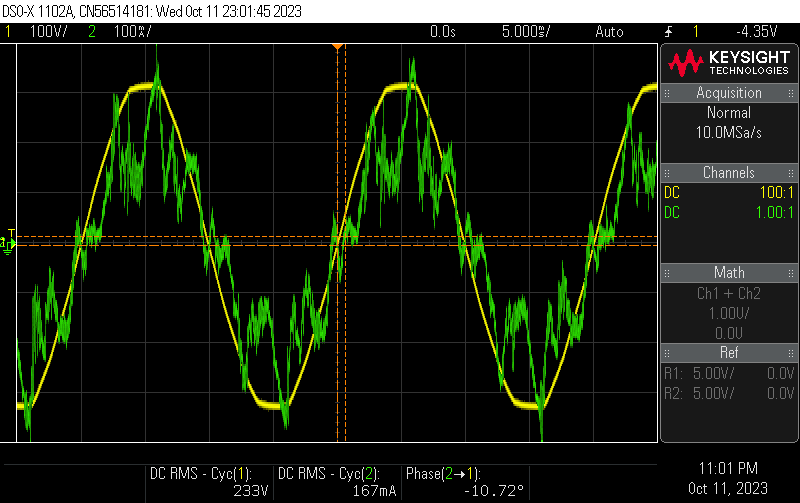 DSO-X 1102A, CN56514181: Wed Oct 11 23:01:45 2023
1 100V/ 2 100mA/ 0.0s 5.000ms/ Auto 1 -4.35V
KEYSIGHT
TECHNOLOGIES
Acquisition
Normal
10.0MSa/s
Channels
DC 100:1
DC 1.00:1
T
2
Math
Ch1 + Ch2
1.00V/
0.0V
Ref
R1: 5.00V/ 0.0V
R2: 5.00V/ 0.0V
DC RMS - Cyc(1):
233V
DC RMS - Cyc(2):
167mA
Phase(2→1):
-10.72°
11:01 PM
Oct 11, 2023